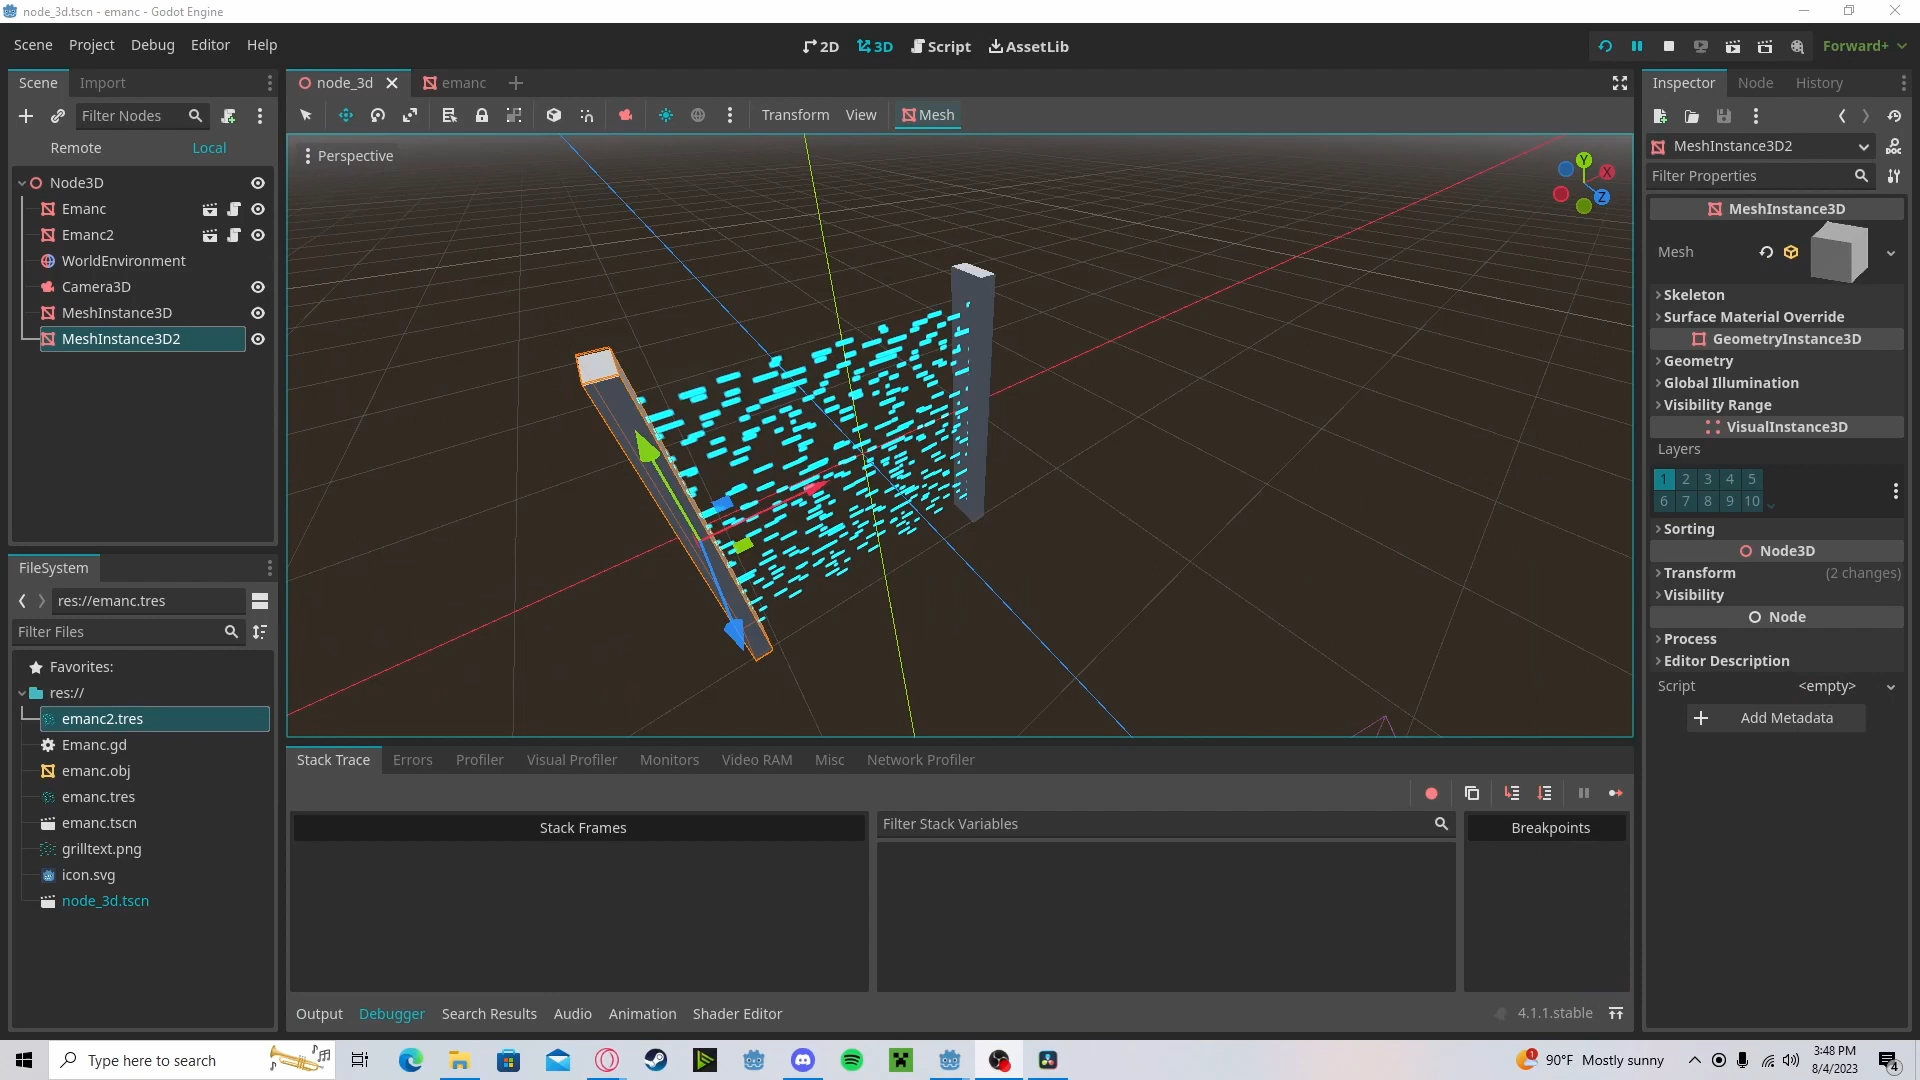 node_3d.tscn - emanc - Godot Engine
Scene Project Debug Editor Help
2D 3D Script AssetLib
Forward+
Scene Import
node_3d emanc
Inspector Node History
Filter Nodes
Transform View Mesh
Remote Local
Perspective
MeshInstance3D2
Filter Properties
Node3D
Emanc
Emanc2
WorldEnvironment
Camera3D
MeshInstance3D
MeshInstance3D2
Y
X
Z
MeshInstance3D
Mesh
Skeleton
Surface Material Override
GeometryInstance3D
Geometry
Global Illumination
Visibility Range
VisualInstance3D
Layers
1 2 3 4 5
6 7 8 9 10
Sorting
Node3D
Transform (2 changes)
Visibility
Node
Process
Editor Description
Script <empty>
Add Metadata
FileSystem
res://emanc.tres
Filter Files
Favorites:
res://
emanc2.tres
Emanc.gd
emanc.obj
emanc.tres
emanc.tscn
grilltext.png
icon.svg
node_3d.tscn
Stack Trace Errors Profiler Visual Profiler Monitors Video RAM Misc Network Profiler
Stack Frames
Filter Stack Variables
Breakpoints
Output Debugger Search Results Audio Animation Shader Editor
4.1.1.stable
Type here to search
1
90°F Mostly sunny
3:48 PM
8/4/2023
4